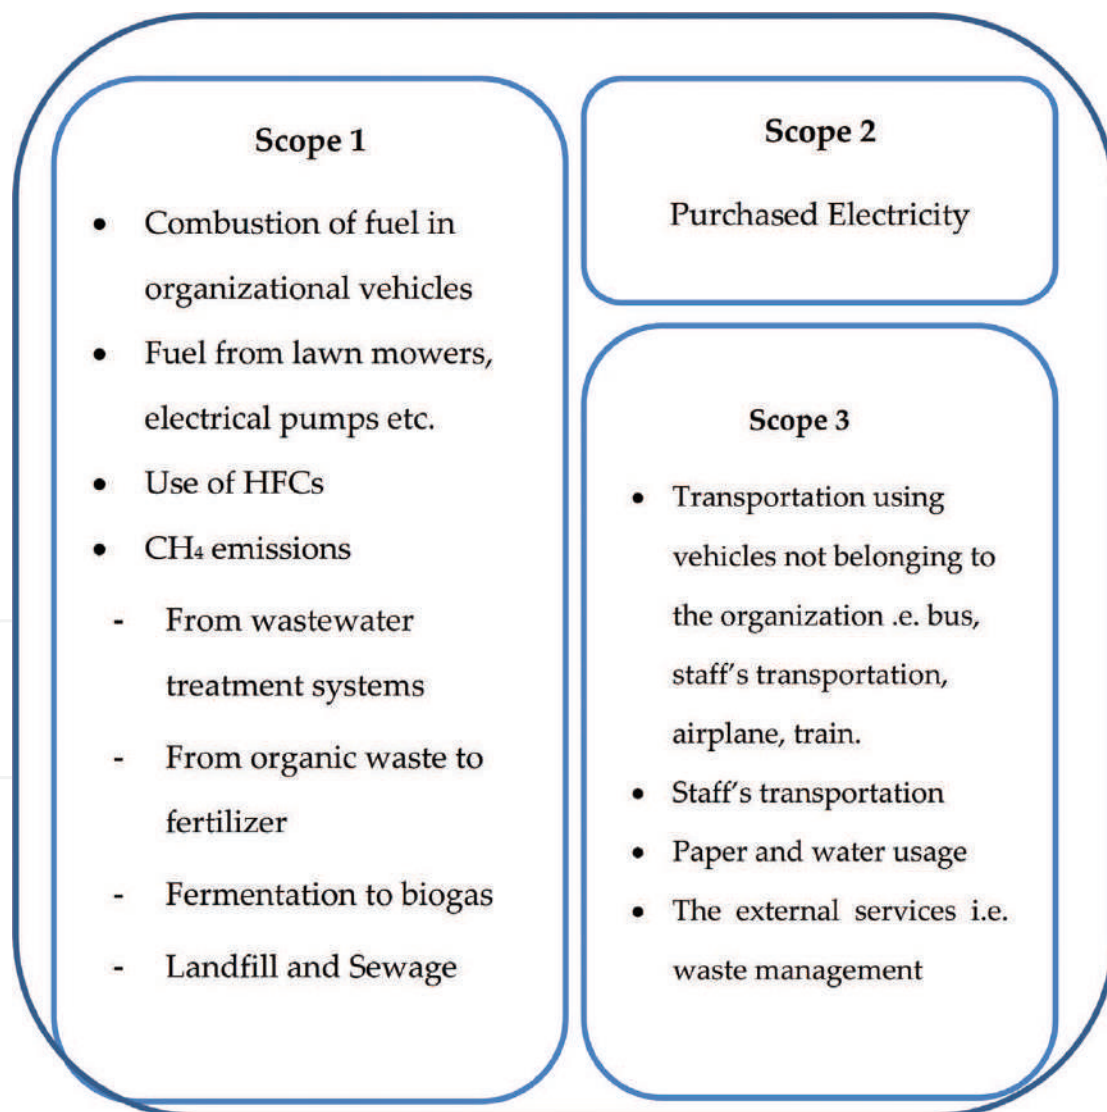 Scope 1
• Combustion of fuel in
organizational vehicles
• Fuel from lawn mowers,
electrical pumps etc.
• Use of HFCs
• CH₄ emissions
- From wastewater
treatment systems
- From organic waste to
fertilizer
- Fermentation to biogas
- Landfill and Sewage
Scope 2
Purchased Electricity
Scope 3
• Transportation using
vehicles not belonging to
the organization .e. bus,
staff's transportation,
airplane, train.
• Staff's transportation
• Paper and water usage
• The external services i.e.
waste management